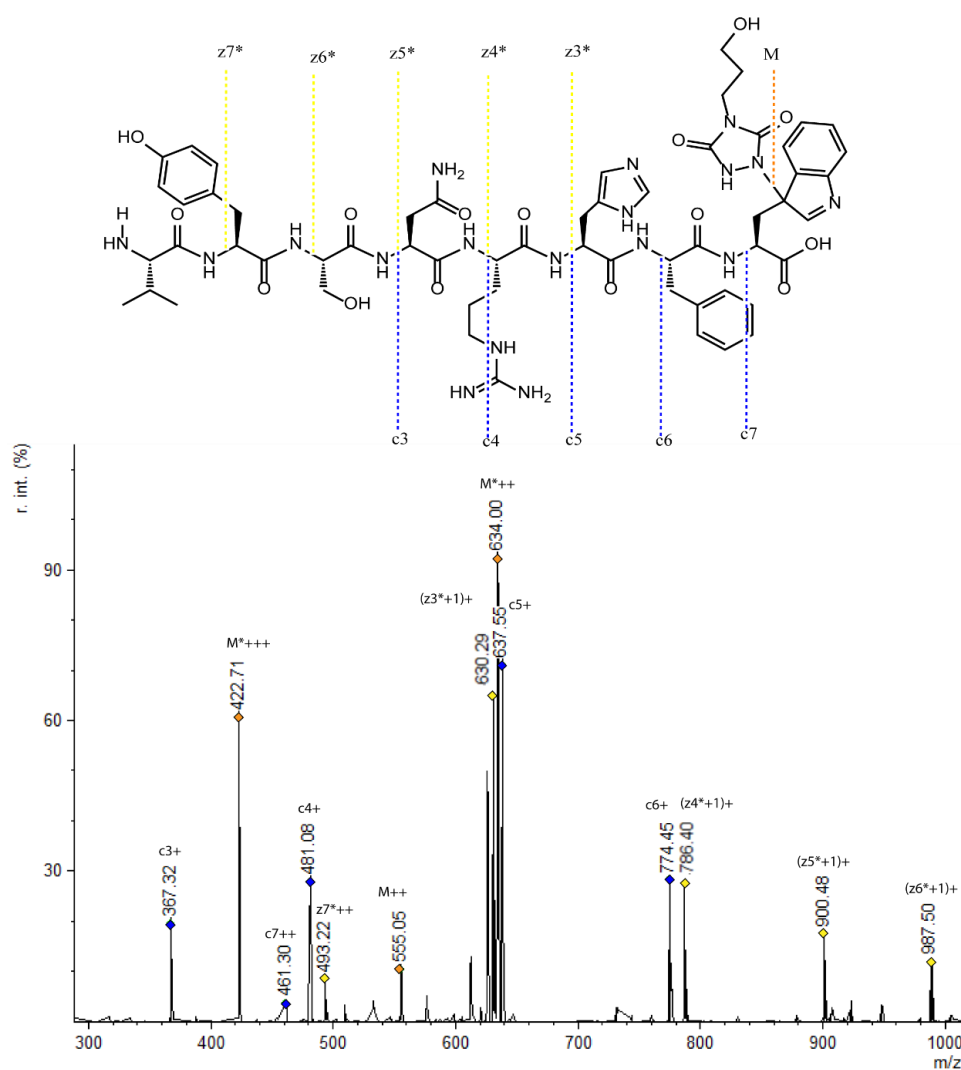 OH
z7* z6* z5* z4* z3* M
N
O O
HO NH2 N N
O NH N
H N
NH
H O O O O
N N N N OH
H H H H
O O O O
OH
NH
HN NH2
c3 c4 c5 c6 c7
r. int. (%)
M*++
634.00
90
(z3*+1)+ c5+
637.55
630.29
M*+++
422.71
60
c6+ (z4*+1)+
774.45
786.40
c4+
481.08
(z5*+1)+
900.48
c3+
367.32
z7*++
493.22
M++
555.05
(z6*+1)+
987.50
c7++
461.30
30
300 400 500 600 700 800 900 1000
m/z